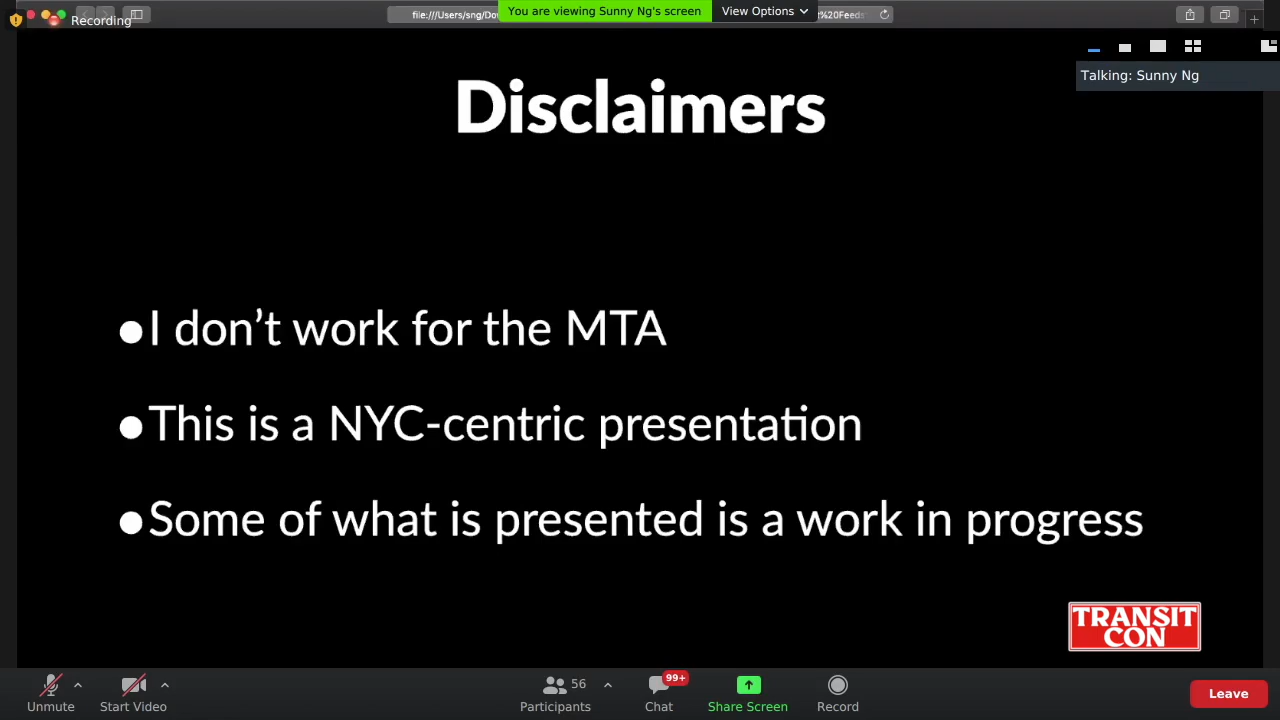 Recording
file:///Users/sng/Do
You are viewing Sunny Ng's screen
View Options
%20Feeds
Talking: Sunny Ng
Disclaimers
•I don't work for the MTA
•This is a NYC-centric presentation
•Some of what is presented is a work in progress
TRANSIT
CON
Unmute
Start Video
56
Participants
99+
Chat
Share Screen
Record
Leave